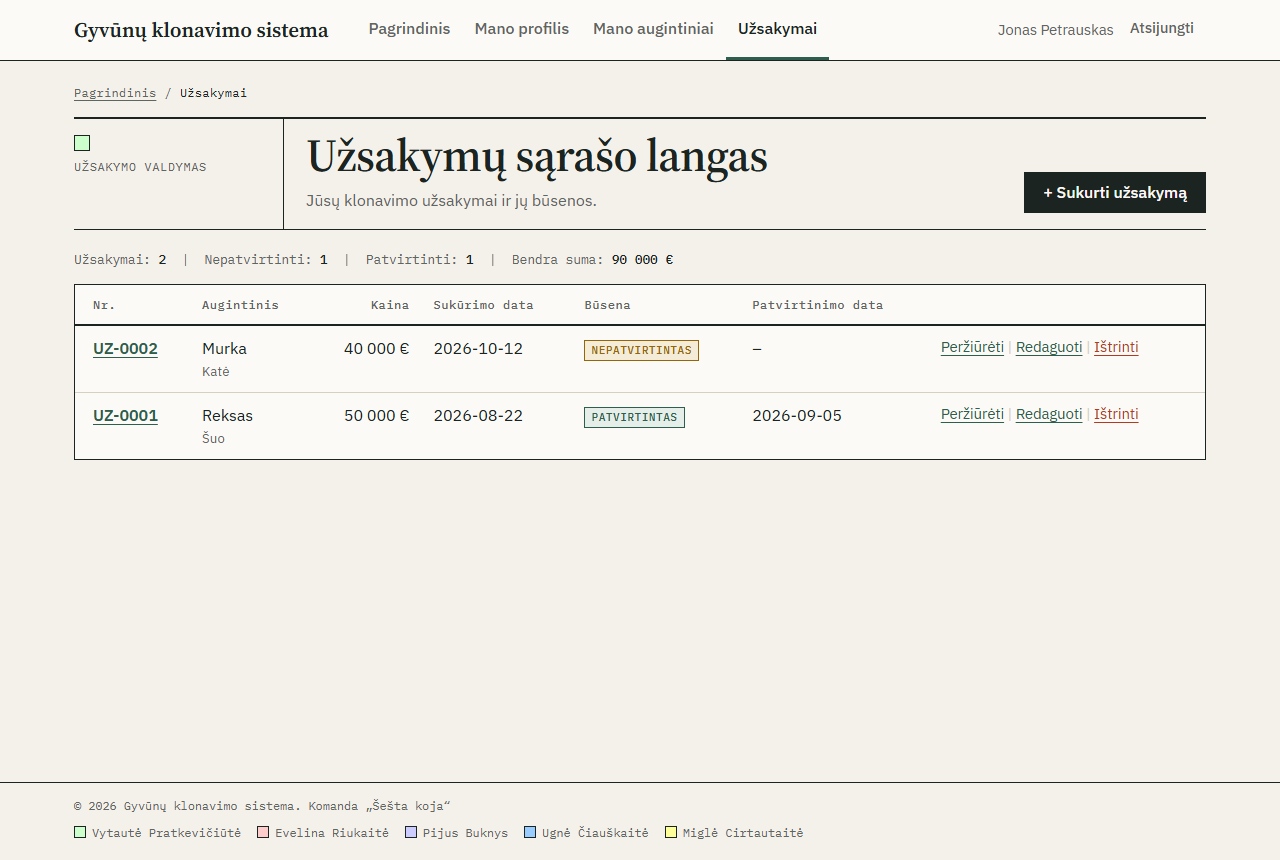 Gyvūnų klonavimo sistema Pagrindinis Mano profilis Mano augintiniai Užsakymai Jonas Petrauskas Atsijungti
Pagrindinis / Užsakymai
UŽSAKYMO VALDYMAS
Užsakymų sąrašo langas
Jūsų klonavimo užsakymai ir jų būsenos.
+ Sukurti užsakymą
Užsakymai: 2 | Nepatvirtinti: 1 | Patvirtinti: 1 | Bendra suma: 90 000 €
Nr. Augintinis Kaina Sukūrimo data Būsena Patvirtinimo data
UZ-0002 Murka 40 000 € 2026-10-12 NEPATVIRTINTAS – Peržiūrėti | Redaguoti | Ištrinti
Katė
UZ-0001 Reksas 50 000 € 2026-08-22 PATVIRTINTAS 2026-09-05 Peržiūrėti | Redaguoti | Ištrinti
Šuo
© 2026 Gyvūnų klonavimo sistema. Komanda „Šešta koja“
Vytautė Pratkevičiūtė Evelina Riukaitė Pijus Buknys Ugnė Čiauškaitė Miglė Cirtautaitė